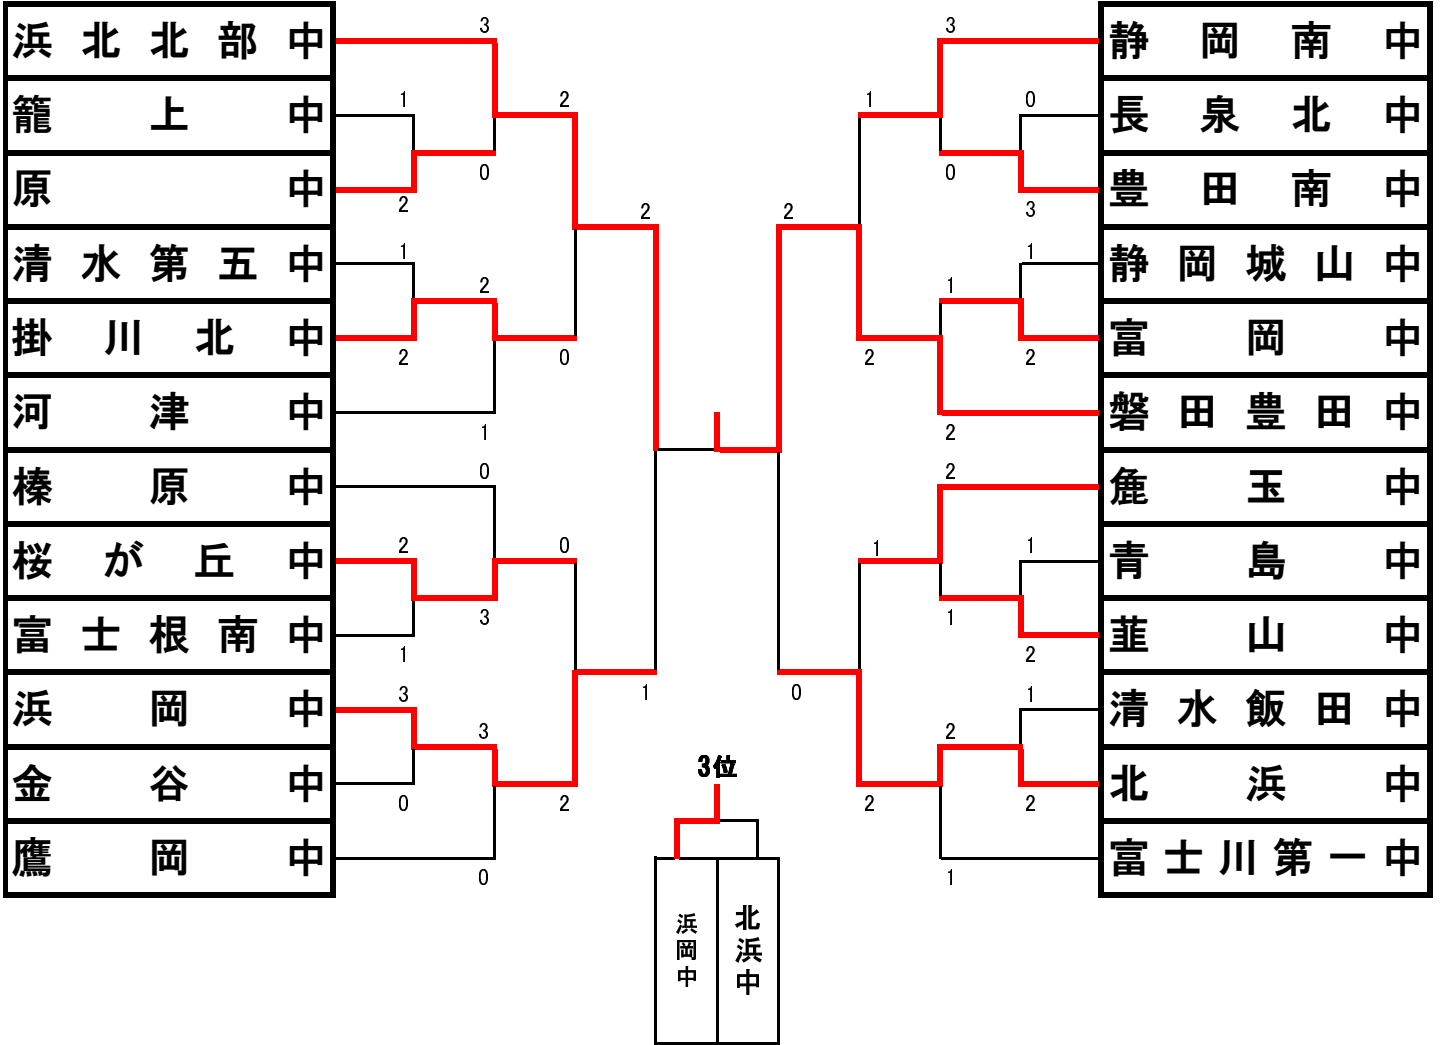 浜北北部中
籠上中
原中
清水第五中
掛川北中
河津中
榛原中
桜が丘中
富士根南中
浜岡中
金谷中
鷹岡中
3
1
2
0
2
1
2
2
2
0
1
0
2
0
3
1
3
3
2
0
0
2
1
3
1
0
0
3
2
1
1
2
2
2
2
1
1
1
2
0
1
2
2
2
1
静岡南中
長泉北中
豊田南中
静岡城山中
富岡中
磐田豊田中
麁玉中
青島中
韮山中
清水飯田中
北浜中
富士川第一中
3位
浜岡中
北浜中